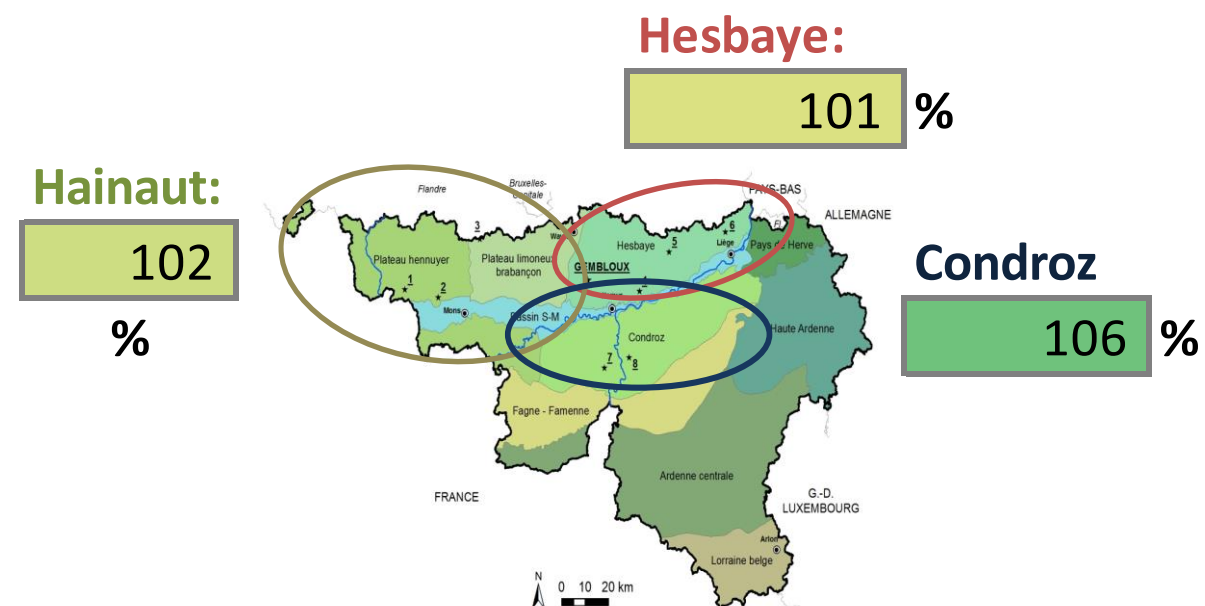 Hesbaye:
101 %
Hainaut:
102
%
Condroz
106 %
Flandre
Bruxelles-
Capitale
PAYS-BAS
ALLEMAGNE
3
6
5
Hesbaye
Liège
Pays de Herve
Plateau hennuyer
Plateau limoneux
brabançon
GEMBLOUX
1
2
4
Mons
Bassin S-M
Condroz
Haute Ardenne
7
8
Fagne - Famenne
Ardenne centrale
FRANCE
G.-D.
LUXEMBOURG
Arlon
Lorraine belge
N
0 10 20 km